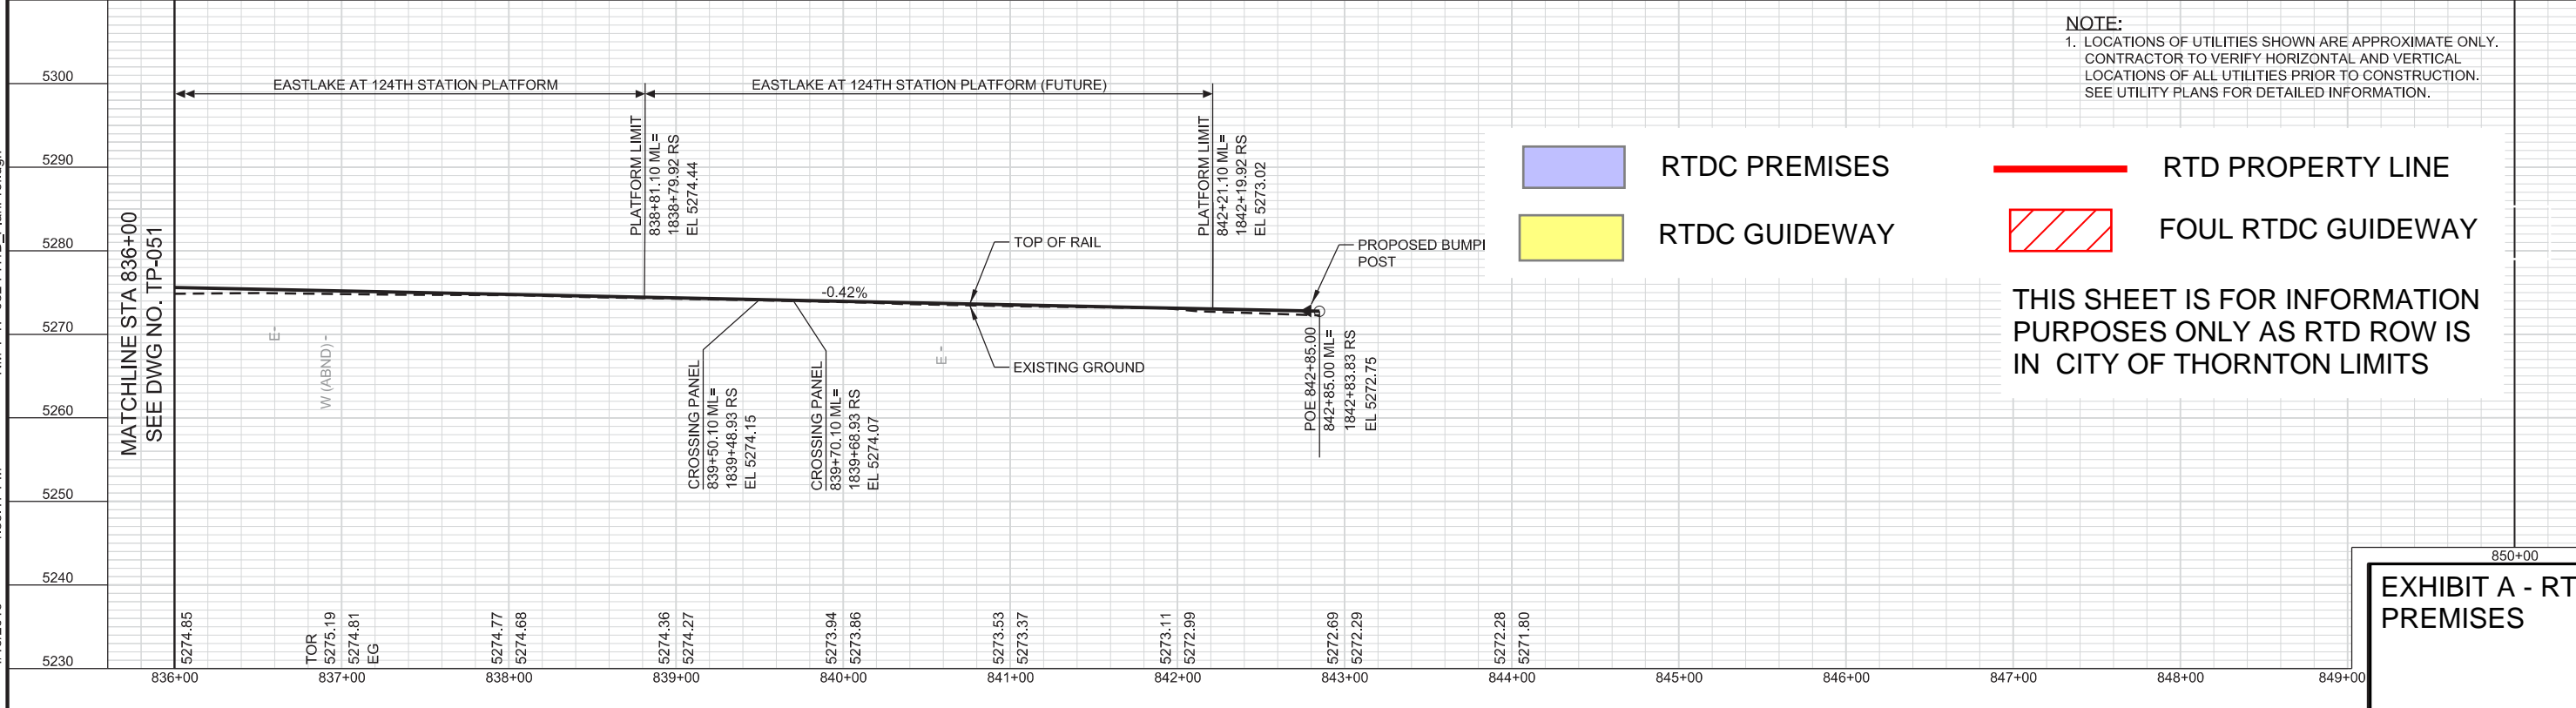 NOTE:
1. LOCATIONS OF UTILITIES SHOWN ARE APPROXIMATE ONLY.
CONTRACTOR TO VERIFY HORIZONTAL AND VERTICAL
LOCATIONS OF ALL UTILITIES PRIOR TO CONSTRUCTION.
SEE UTILITY PLANS FOR DETAILED INFORMATION.
5300
5290
5280
5270
5260
5250
5240
5230
MATCHLINE STA 836+00
SEE DWG NO. TP-051
EASTLAKE AT 124TH STATION PLATFORM
EASTLAKE AT 124TH STATION PLATFORM (FUTURE)
PLATFORM LIMIT
838+81.10 ML=
1838+79.92 RS
EL 5274.44
PLATFORM LIMIT
842+21.10 ML=
1842+19.92 RS
EL 5273.02
TOP OF RAIL
PROPOSED BUMPI
POST
-0.42%
EXISTING GROUND
E-
W (ABND) -
E -
CROSSING PANEL
839+50.10 ML=
1839+48.93 RS
EL 5274.15
CROSSING PANEL
839+70.10 ML=
1839+68.93 RS
EL 5274.07
POE 842+85.00
842+85.00 ML=
1842+83.83 RS
EL 5272.75
RTDC PREMISES
RTD PROPERTY LINE
RTDC GUIDEWAY
FOUL RTDC GUIDEWAY
THIS SHEET IS FOR INFORMATION
PURPOSES ONLY AS RTD ROW IS
IN CITY OF THORNTON LIMITS
5274.85
TOR
5275.19
5274.81
EG
5274.77
5274.68
5274.36
5274.27
5273.94
5273.86
5273.53
5273.37
5273.11
5272.99
5272.69
5272.29
5272.28
5271.80
836+00
837+00
838+00
839+00
840+00
841+00
842+00
843+00
844+00
845+00
846+00
847+00
848+00
849+00
850+00
EXHIBIT A - RT
PREMISES